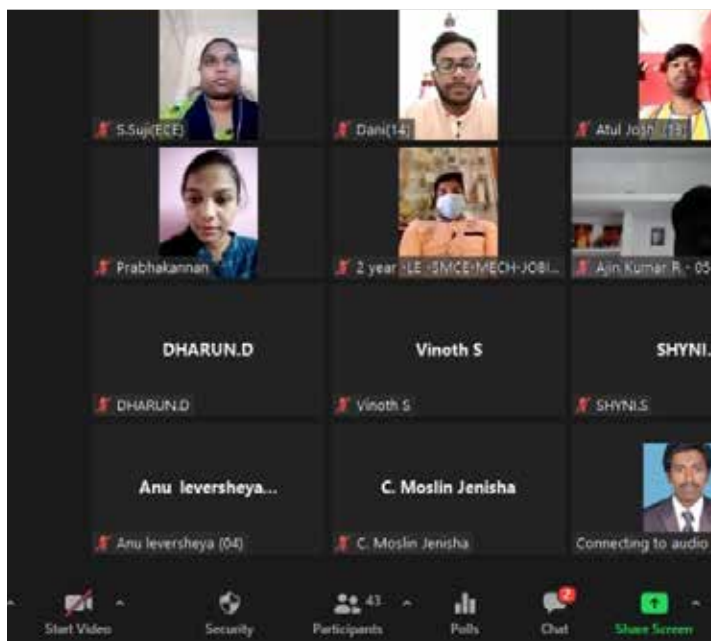 S.Suji(ECE)
Dani(14)
Atul Joshi (13)
Prabhakannan
2 year -LE -SMCE-MECH-JOBI...
Ajin Kumar R - 05
DHARUN.D
Vinoth S
SHYNI.
DHARUN.D
Vinoth S
SHYNI.S
Anu leversheya...
C. Moslin Jenisha
Anu leversheya (04)
C. Moslin Jenisha
Connecting to audio
43
2
Start Video
Security
Participants
Polls
Chat
Share Screen